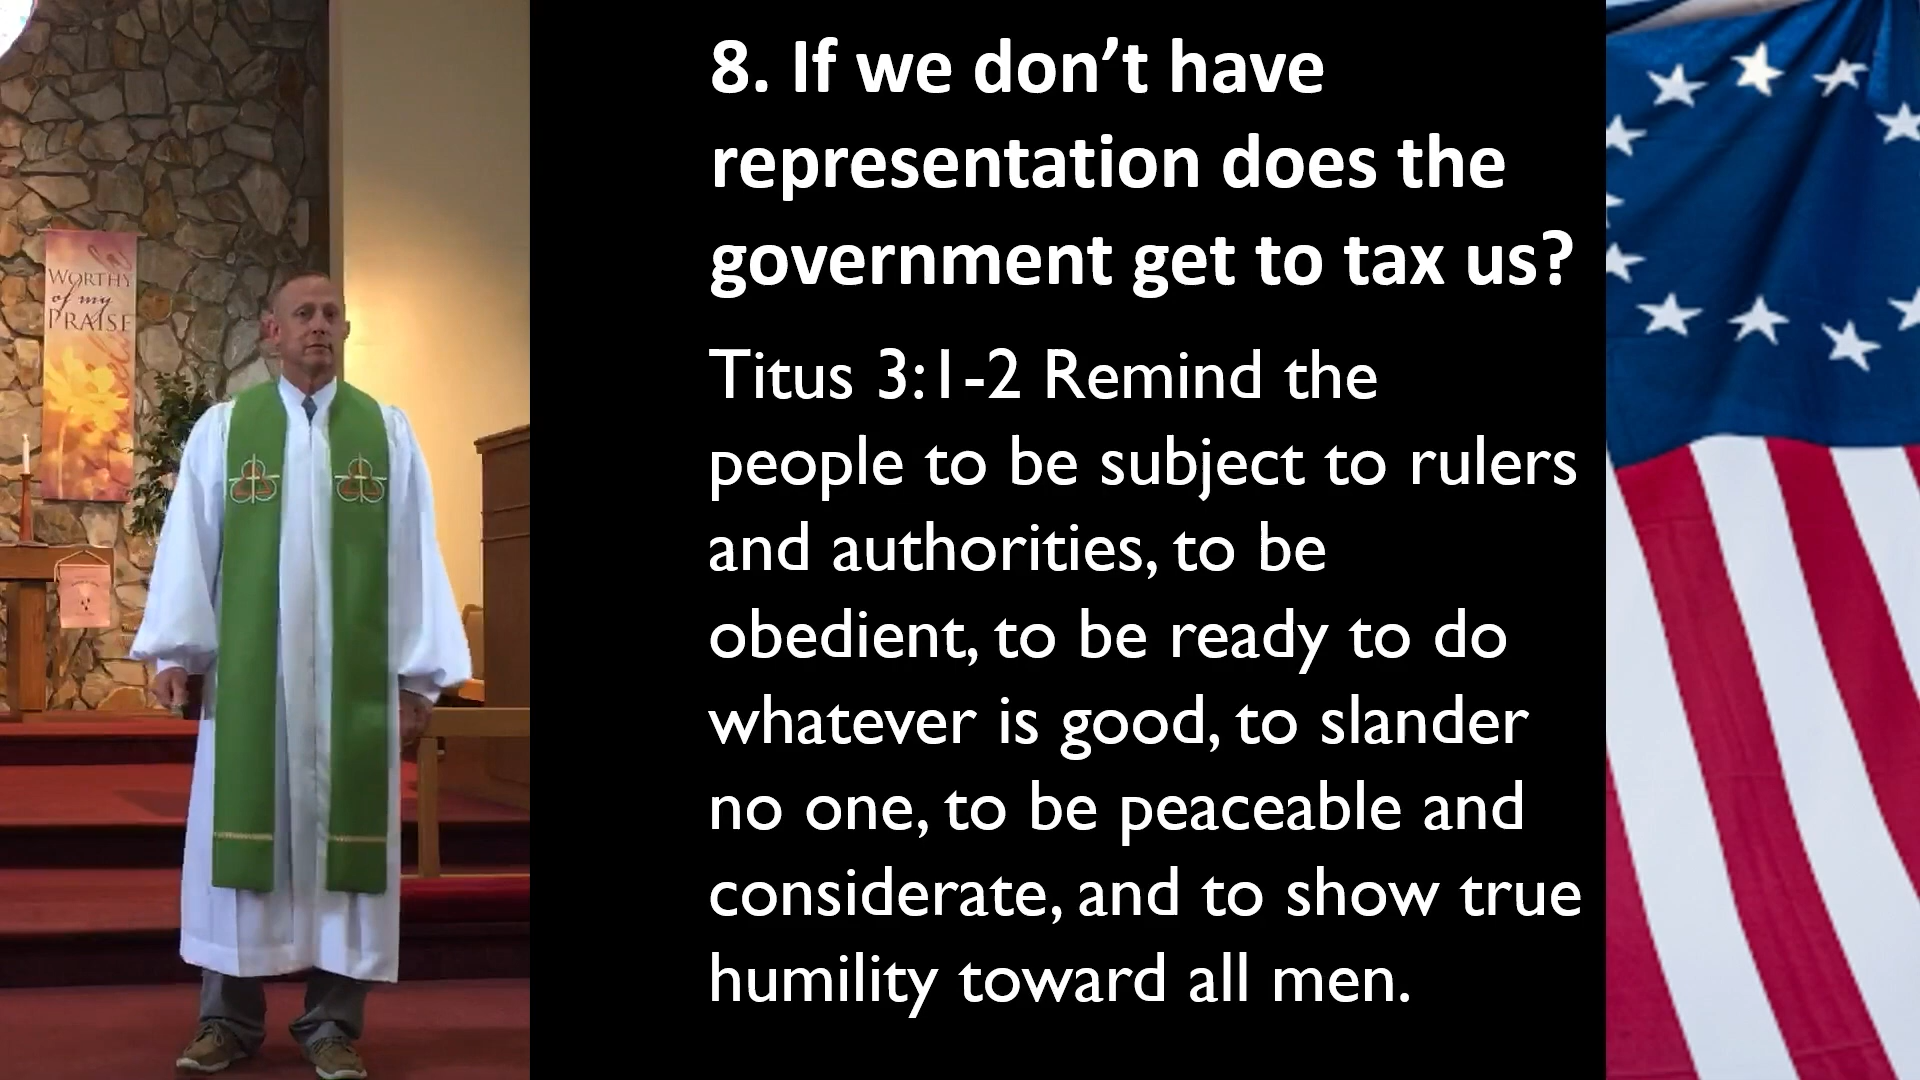 WORTHY
of my
PRAISE
8. If we don’t have
representation does the
government get to tax us?
Titus 3:1-2 Remind the
people to be subject to rulers
and authorities, to be
obedient, to be ready to do
whatever is good, to slander
no one, to be peaceable and
considerate, and to show true
humility toward all men.